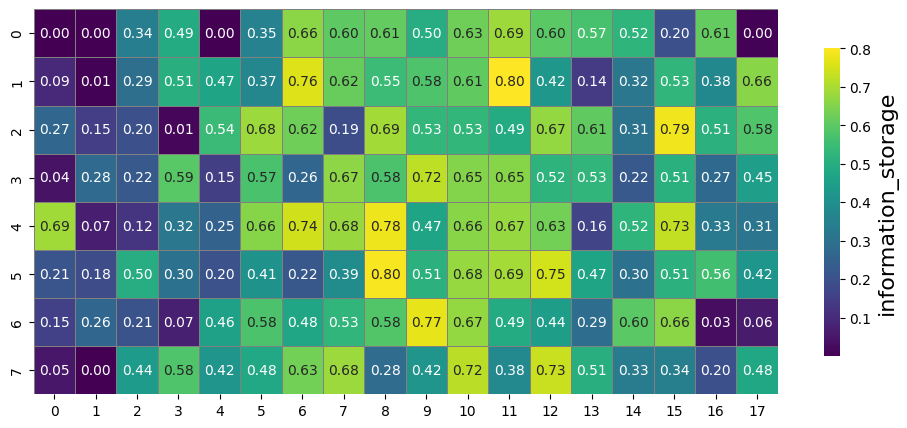 0 0.00 0.00 0.34 0.49 0.00 0.35 0.66 0.60 0.61 0.50 0.63 0.69 0.60 0.57 0.52 0.20 0.61 0.00
1 0.09 0.01 0.29 0.51 0.47 0.37 0.76 0.62 0.55 0.58 0.61 0.80 0.42 0.14 0.32 0.53 0.38 0.66
2 0.27 0.15 0.20 0.01 0.54 0.68 0.62 0.19 0.69 0.53 0.53 0.49 0.67 0.61 0.31 0.79 0.51 0.58
3 0.04 0.28 0.22 0.59 0.15 0.57 0.26 0.67 0.58 0.72 0.65 0.65 0.52 0.53 0.22 0.51 0.27 0.45
4 0.69 0.07 0.12 0.32 0.25 0.66 0.74 0.68 0.78 0.47 0.66 0.67 0.63 0.16 0.52 0.73 0.33 0.31
5 0.21 0.18 0.50 0.30 0.20 0.41 0.22 0.39 0.80 0.51 0.68 0.69 0.75 0.47 0.30 0.51 0.56 0.42
6 0.15 0.26 0.21 0.07 0.46 0.58 0.48 0.53 0.58 0.77 0.67 0.49 0.44 0.29 0.60 0.66 0.03 0.06
7 0.05 0.00 0.44 0.58 0.42 0.48 0.63 0.68 0.28 0.42 0.72 0.38 0.73 0.51 0.33 0.34 0.20 0.48
0 1 2 3 4 5 6 7 8 9 10 11 12 13 14 15 16 17
0.8
0.7
0.6
0.5
0.4
0.3
0.2
0.1
information_storage